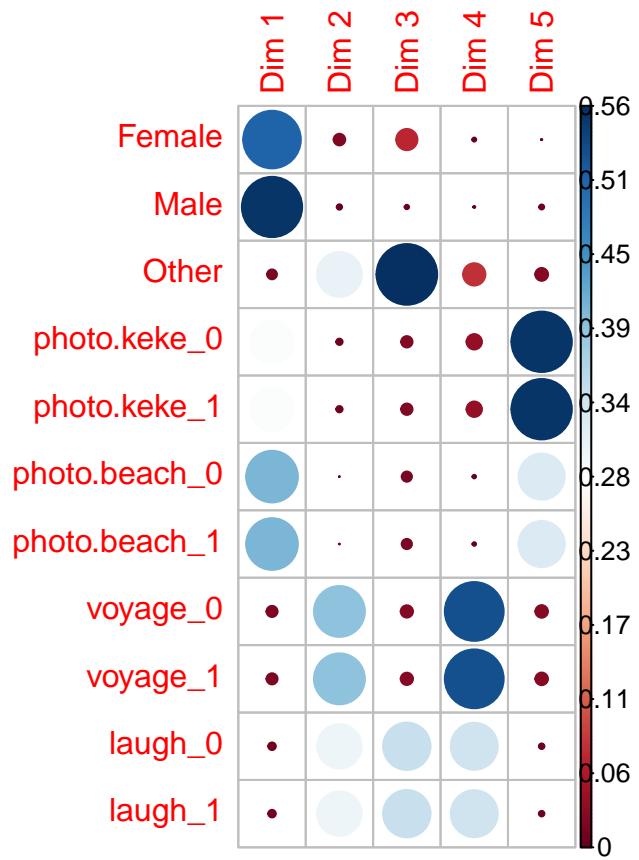 Dim 1
Dim 2
Dim 3
Dim 4
Dim 5
Female
Male
Other
photo.keke_0
photo.keke_1
photo.beach_0
photo.beach_1
voyage_0
voyage_1
laugh_0
laugh_1
0.56
0.51
0.45
0.39
0.34
0.28
0.23
0.17
0.11
0.06
0